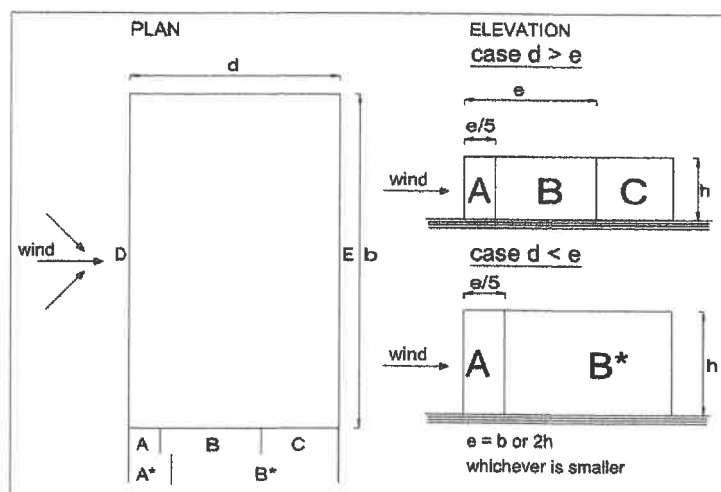 PLAN
d
wind
D
E
b
A
B
C
A*
B*
ELEVATION
case d > e
e
e/5
wind
A
B
C
h
case d < e
e/5
wind
A
B*
h
e = b or 2h
whichever is smaller